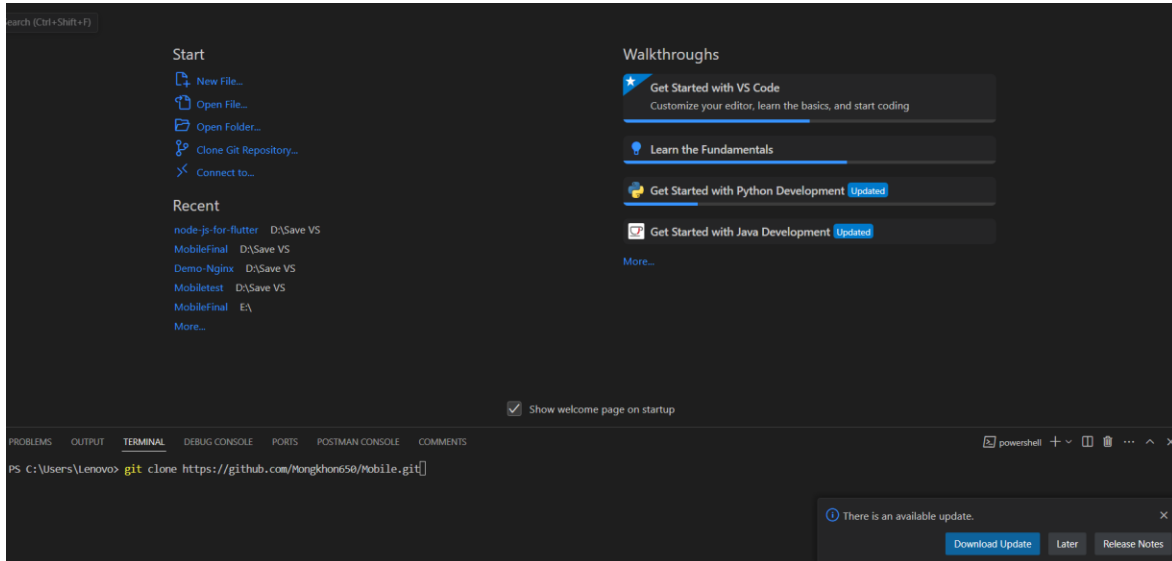 Search (Ctrl+Shift+F)
Start
New File...
Open File...
Open Folder...
Clone Git Repository...
Connect to...
Recent
node-js-for-flutter D:\Save VS
MobileFinal D:\Save VS
Demo-Nginx D:\Save VS
Mobiletest D:\Save VS
MobileFinal E:\
More...
Walkthroughs
Get Started with VS Code
Customize your editor, learn the basics, and start coding
Learn the Fundamentals
Get Started with Python Development Updated
Get Started with Java Development Updated
More...
Show welcome page on startup
PROBLEMS OUTPUT TERMINAL DEBUG CONSOLE PORTS POSTMAN CONSOLE COMMENTS
powershell
PS C:\Users\Lenovo> git clone https://github.com/Mongkhon650/Mobile.git
There is an available update.
Download Update Later Release Notes